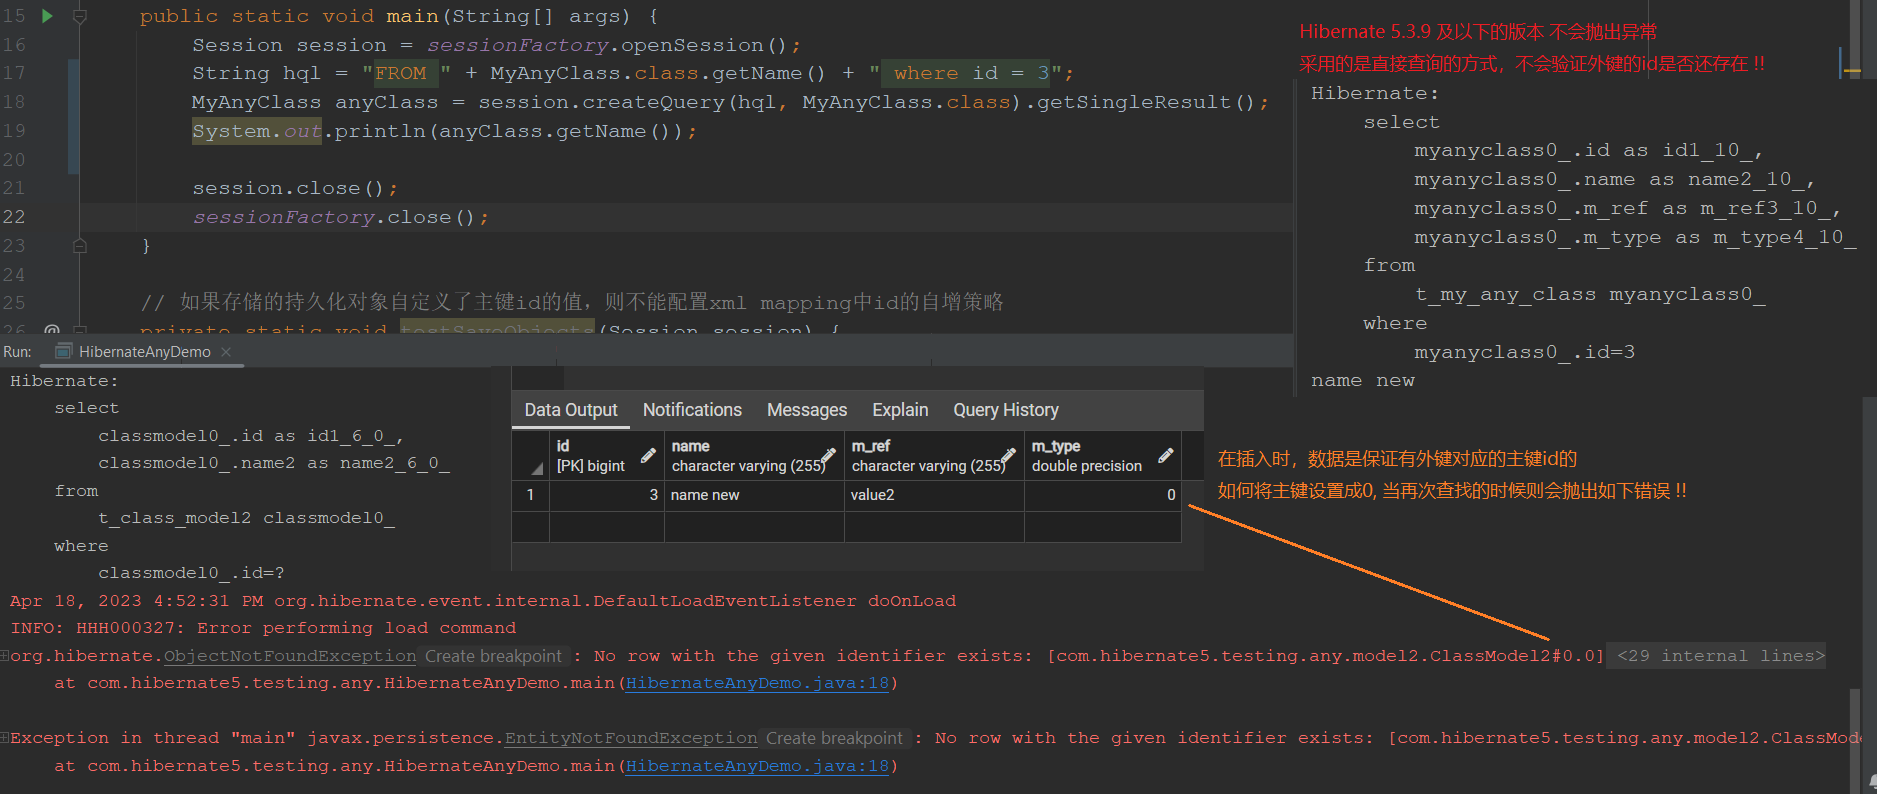 15 public static void main(String[] args) {
16 Session session = sessionFactory.openSession();
17 String hql = "FROM " + MyAnyClass.class.getName() + " where id = 3";
18 MyAnyClass anyClass = session.createQuery(hql, MyAnyClass.class).getSingleResult();
19 System.out.println(anyClass.getName());
20
21 session.close();
22 sessionFactory.close();
23 }
24
25 // 如果存储的持久化对象自定义了主键id的值，则不能配置xml mapping中id的自增策略
26 @ private static void testSaveObjects(Session session) {
Hibernate 5.3.9 及以下的版本 不会抛出异常
采用的是直接查询的方式，不会验证外键的id是否还存在 !!
Hibernate:
select
myanyclass0_.id as id1_10_,
myanyclass0_.name as name2_10_,
myanyclass0_.m_ref as m_ref3_10_,
myanyclass0_.m_type as m_type4_10_
from
t_my_any_class myanyclass0_
where
myanyclass0_.id=3
name new
Run: HibernateAnyDemo ×
Hibernate:
select
classmodel0_.id as id1_6_0_,
classmodel0_.name2 as name2_6_0_
from
t_class_model2 classmodel0_
where
classmodel0_.id=?
Data Output Notifications Messages Explain Query History
id name m_ref m_type
[PK] bigint character varying (255) character varying (255) double precision
1 3 name new value2 0
在插入时，数据是保证有外键对应的主键id的
如何将主键设置成0, 当再次查找的时候则会抛出如下错误 !!
Apr 18, 2023 4:52:31 PM org.hibernate.event.internal.DefaultLoadEventListener doOnLoad
INFO: HHH000327: Error performing load command
org.hibernate.ObjectNotFoundException Create breakpoint : No row with the given identifier exists: [com.hibernate5.testing.any.model2.ClassModel2#0.0] <29 internal lines>
at com.hibernate5.testing.any.HibernateAnyDemo.main(HibernateAnyDemo.java:18)
Exception in thread "main" javax.persistence.EntityNotFoundException Create breakpoint : No row with the given identifier exists: [com.hibernate5.testing.any.model2.ClassMod
at com.hibernate5.testing.any.HibernateAnyDemo.main(HibernateAnyDemo.java:18)